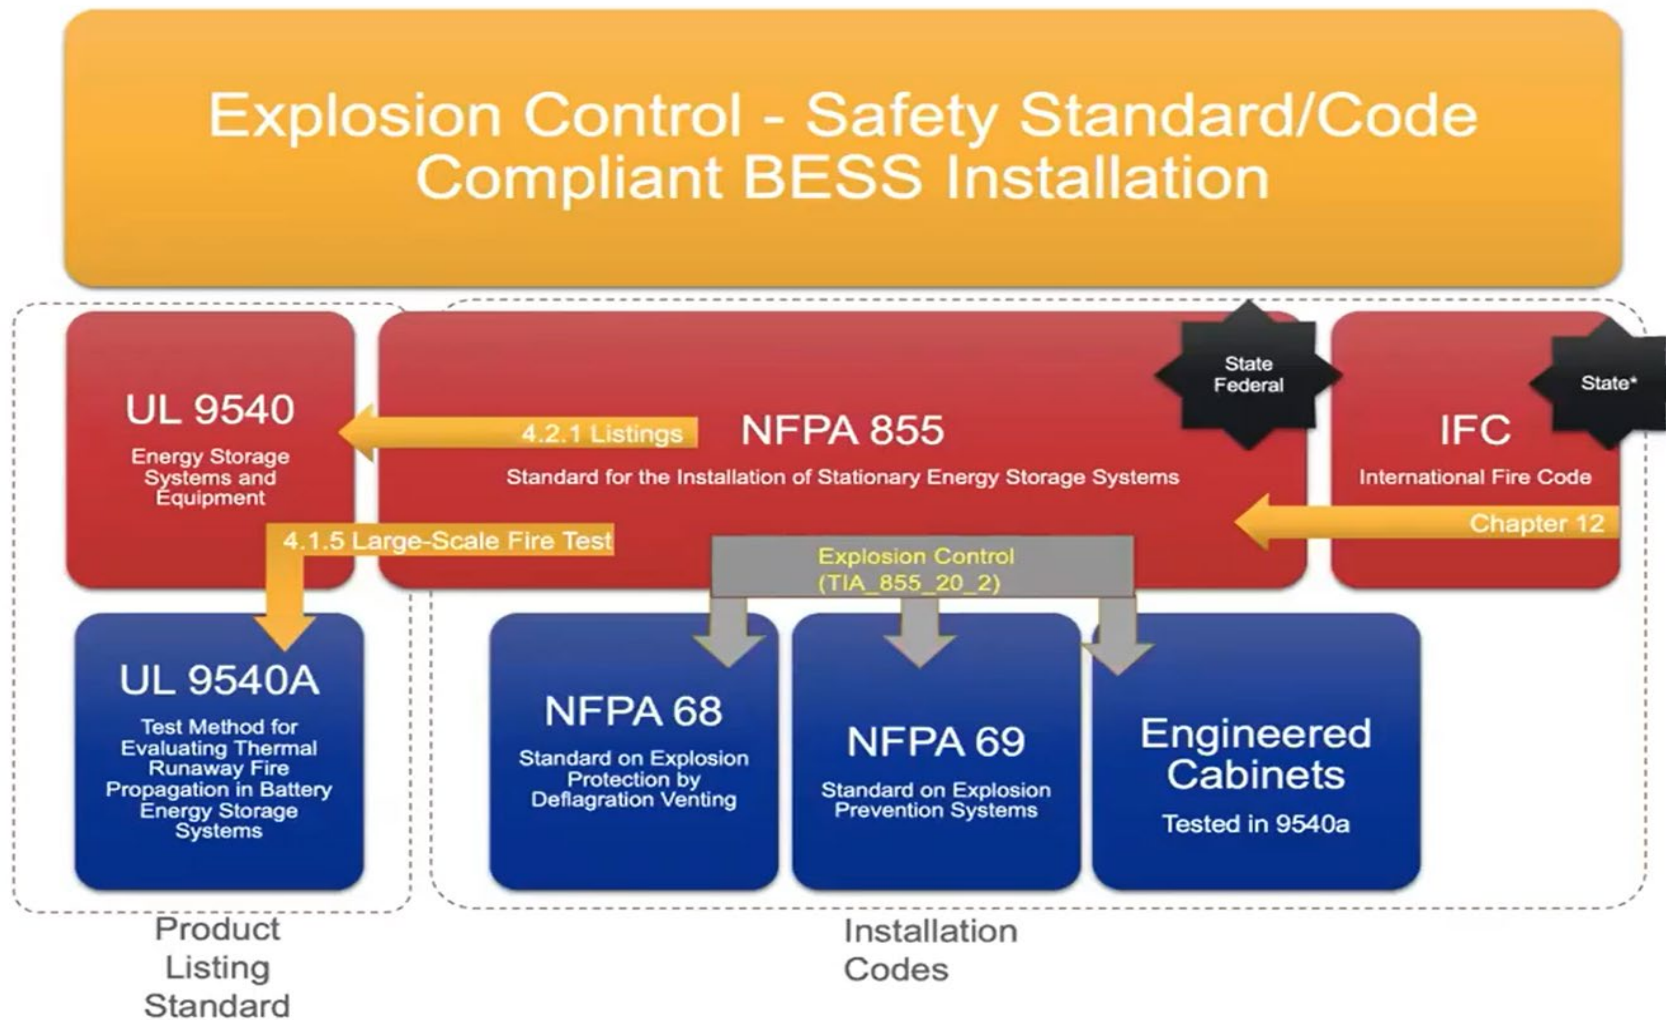 Explosion Control - Safety Standard/Code
Compliant BESS Installation
UL 9540
Energy Storage
Systems and
Equipment
4.2.1 Listings
NFPA 855
Standard for the Installation of Stationary Energy Storage Systems
State
Federal
IFC
International Fire Code
State*
Chapter 12
4.1.5 Large-Scale Fire Test
Explosion Control
(TIA_855_20_2)
UL 9540A
Test Method for
Evaluating Thermal
Runaway Fire
Propagation in Battery
Energy Storage
Systems
NFPA 68
Standard on Explosion
Protection by
Deflagration Venting
NFPA 69
Standard on Explosion
Prevention Systems
Engineered
Cabinets
Tested in 9540a
Product
Listing
Standard
Installation
Codes